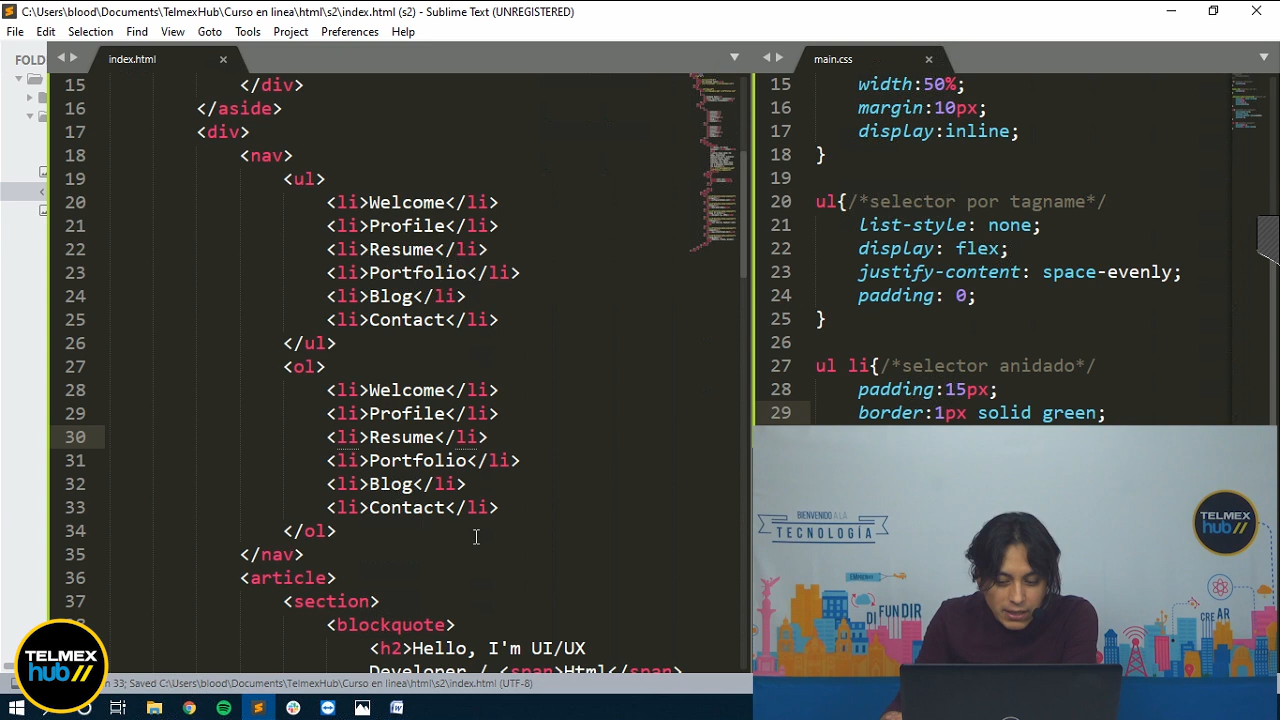 C:\Users\blood\Documents\TelmexHub\Curso en linea\html\s2\index.html (s2) - Sublime Text (UNREGISTERED)
File Edit Selection Find View Goto Tools Project Preferences Help
FOLD
index.html
15 </div>
16 </aside>
17 <div>
18 <nav>
19 <ul>
20 <li>Welcome</li>
21 <li>Profile</li>
22 <li>Resume</li>
23 <li>Portfolio</li>
24 <li>Blog</li>
25 <li>Contact</li>
26 </ul>
27 <ol>
28 <li>Welcome</li>
29 <li>Profile</li>
30 <li>Resume</li>
31 <li>Portfolio</li>
32 <li>Blog</li>
33 <li>Contact</li>
34 </ol>
35 </nav>
36 <article>
37 <section>
<blockquote>
<h2>Hello, I'm UI/UX
Developer / <span>Html</span>
main.css
15 width:50%;
16 margin:10px;
17 display:inline;
18 }
19
20 ul{/*selector por tagname*/
21 list-style: none;
22 display: flex;
23 justify-content: space-evenly;
24 padding: 0;
25 }
26
27 ul li{/*selector anidado*/
28 padding:15px;
29 border:1px solid green;
BIENVENIDO A LA
TECNOLOGÍA
DI FUN DIR
CRE AR
TELMEX
hub//
TELMEX
hub//
33; Saved C:\Users\blood\Documents\TelmexHub\Curso en linea\html\s2\index.html (UTF-8)